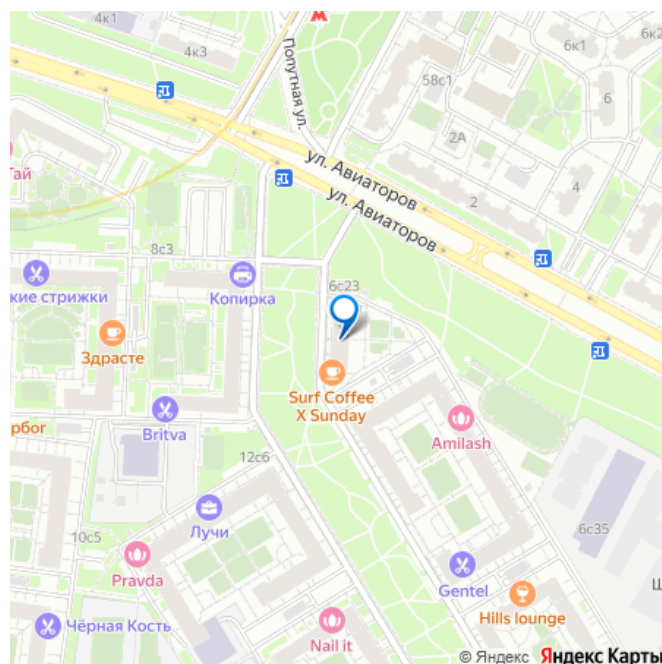 4к1
4к3
Попутная ул.
6к1
58с1
6
2А
ул. Авиаторов
Тай
4
2
ул. Авиаторов
8с3
кие стрижки
Копирка
6с23
Здрасте
Surf Coffee
X Sunday
Amilash
рбог
Britva
12с6
Лучи
6с35
10с5
Pravda
Gentel
Ш
Hills lounge
Чёрная Кость
Nail it
© Яндекс Яндекс Карты